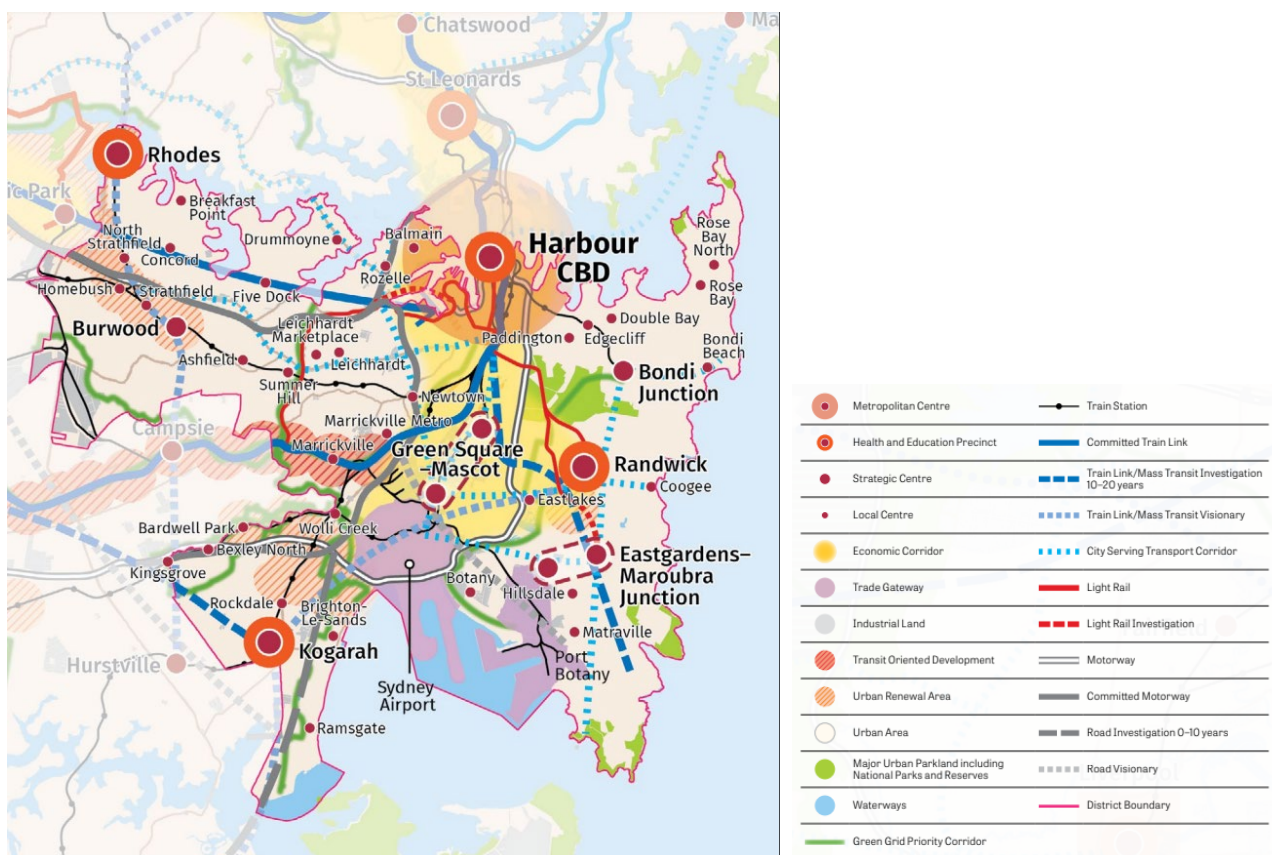 Chatswood
Ma
St Leonards
Rhodes
ic Park
Breakfast
Point
North
Strathfield
Concord
Drummoyne
Balmain
Harbour
CBD
Rose
Bay
North
Rose
Bay
Rozelle
Homebush
Strathfield
Five Dock
Burwood
Leichhardt
Marketplace
Leichhardt
Paddington
Double Bay
Edgecliff
Bondi
Beach
Bondi
Junction
Ashfield
Summer
Hill
Newtown
Campsie
Marrickville Metro
Marrickville
Green Square
–Mascot
Randwick
Coogee
Eastlakes
Bardwell Park
Wolli Creek
Bexley North
Kingsgrove
Eastgardens–
Maroubra
Junction
Botany
Hillsdale
Rockdale
Brighton-
Le-Sands
Matraville
Kogarah
Hurstville
Port
Botany
Sydney
Airport
Ramsgate
Metropolitan Centre
Health and Education Precinct
Strategic Centre
Local Centre
Economic Corridor
Trade Gateway
Industrial Land
Transit Oriented Development
Urban Renewal Area
Urban Area
Major Urban Parkland including
National Parks and Reserves
Waterways
Green Grid Priority Corridor
Train Station
Committed Train Link
Train Link/Mass Transit Investigation
10–20 years
Train Link/Mass Transit Visionary
City Serving Transport Corridor
Light Rail
Light Rail Investigation
Motorway
Committed Motorway
Road Investigation 0–10 years
Road Visionary
District Boundary